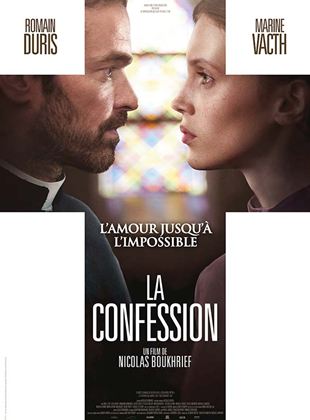 ROMAIN
DURIS
MARINE
VACTH
L'AMOUR JUSQU'À
L'IMPOSSIBLE
LA
CONFESSION
UN FILM DE
NICOLAS BOUKHRIEF